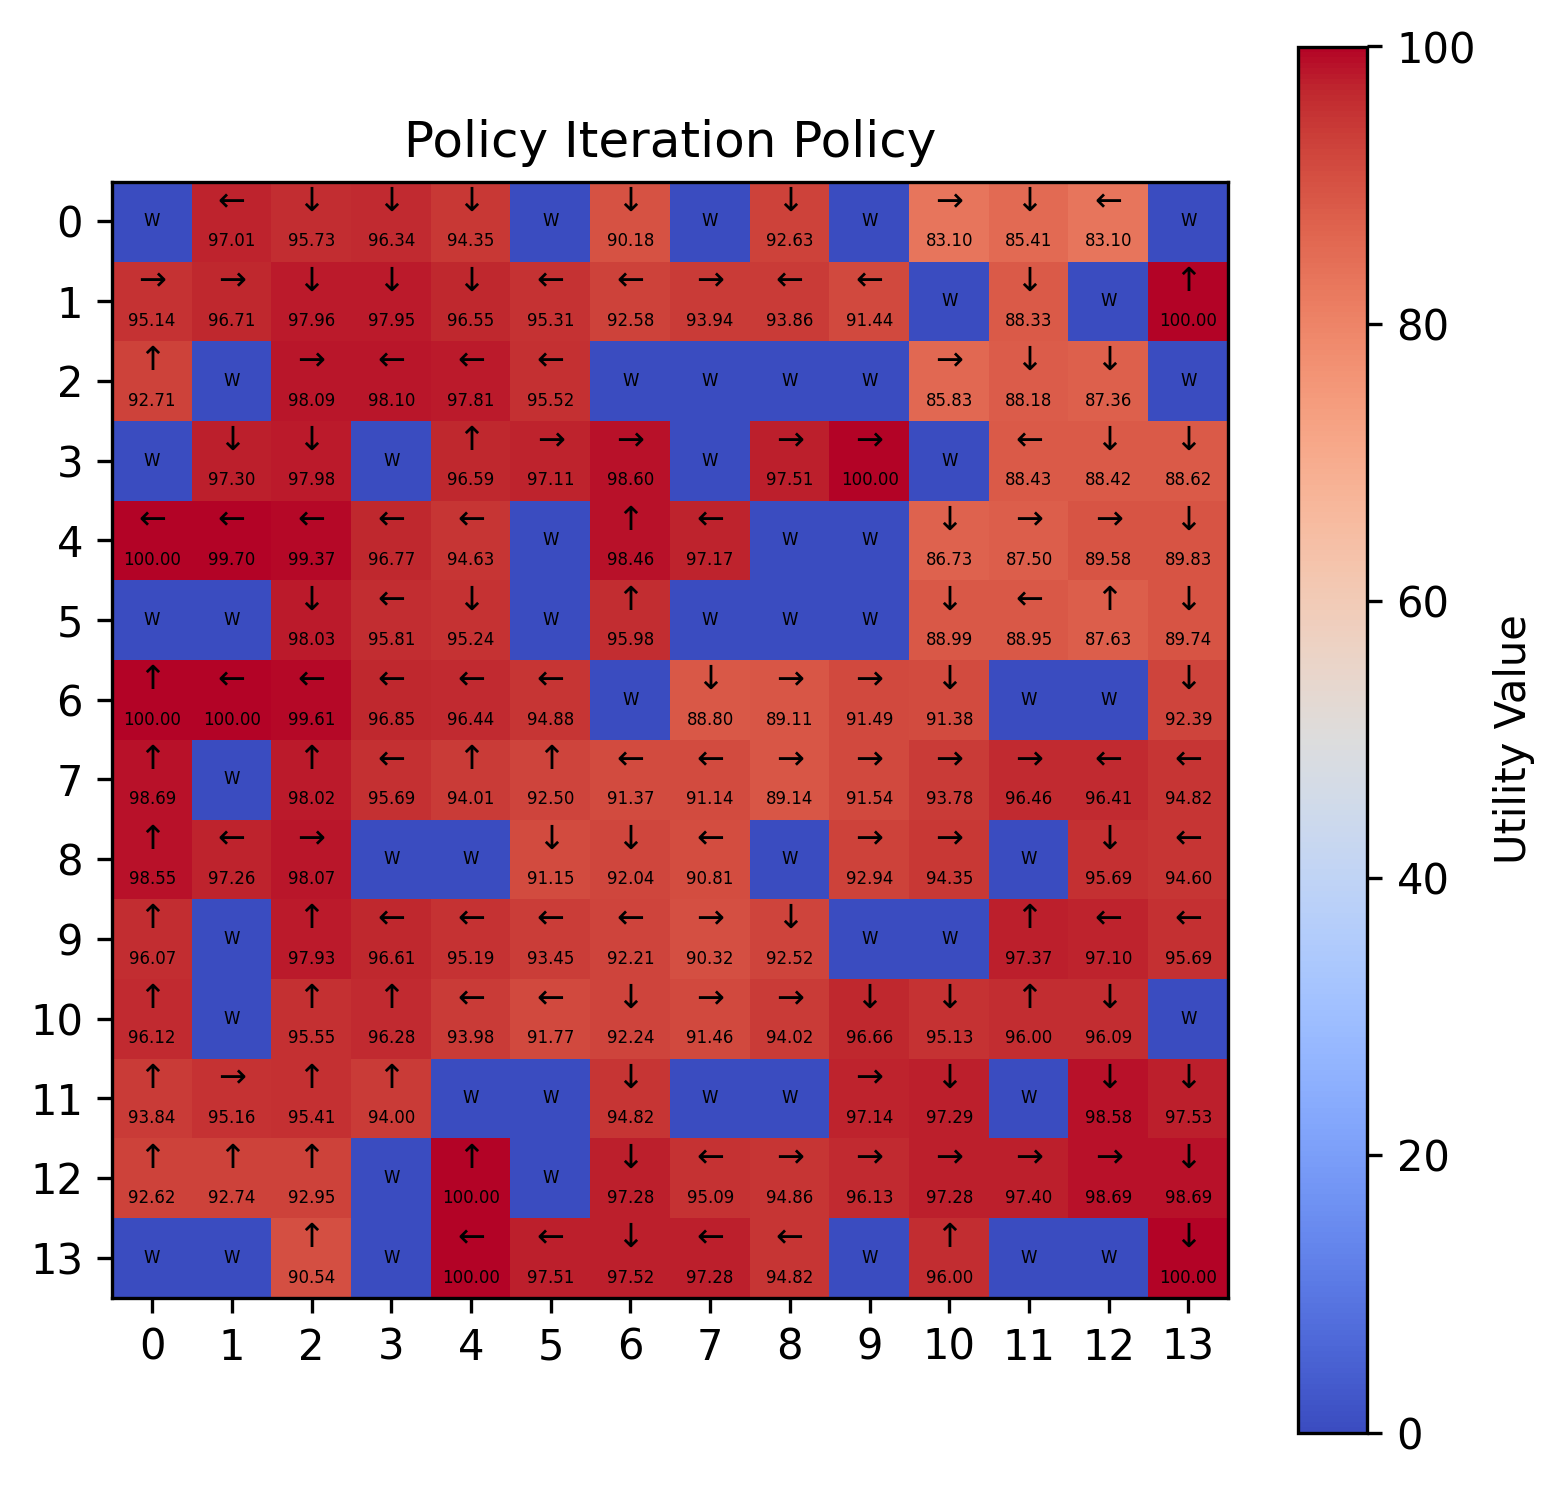 100
Policy Iteration Policy
0 W ← ↓ ↓ ↓ W ↓ W ↓ W → ↓ ← W
97.01 95.73 96.34 94.35 90.18 92.63 83.10 85.41 83.10
1 → → ↓ ↓ ↓ ← ← → ← ← W ↓ W ↑
95.14 96.71 97.96 97.95 96.55 95.31 92.58 93.94 93.86 91.44 88.33 100.00
80
2 ↑ W → ← ← ← W W W W → ↓ ↓ W
92.71 98.09 98.10 97.81 95.52 85.83 88.18 87.36
3 W ↓ ↓ W ↑ → → W → → W ← ↓ ↓
97.30 97.98 96.59 97.11 98.60 97.51 100.00 88.43 88.42 88.62
4 ← ← ← ← ← W ↑ ← W W ↓ → → ↓
100.00 99.70 99.37 96.77 94.63 98.46 97.17 86.73 87.50 89.58 89.83
60
5 W W ↓ ← ↓ W ↑ W W W ↓ ← ↑ ↓
98.03 95.81 95.24 95.98 88.99 88.95 87.63 89.74
6 ↑ ← ← ← ← ← W ↓ → → ↓ W W ↓
100.00 100.00 99.61 96.85 96.44 94.88 88.80 89.11 91.49 91.38 92.39
Utility Value
7 ↑ W ↑ ← ↑ ↑ ← ← → → → → ← ←
98.69 98.02 95.69 94.01 92.50 91.37 91.14 89.14 91.54 93.78 96.46 96.41 94.82
8 ↑ ← → W W ↓ ↓ ← W → → W ↓ ←
98.55 97.26 98.07 91.15 92.04 90.81 92.94 94.35 95.69 94.60
40
9 ↑ W ↑ ← ← ← ← → ↓ W W ↑ ← ←
96.07 97.93 96.61 95.19 93.45 92.21 90.32 92.52 97.37 97.10 95.69
10 ↑ W ↑ ↑ ← ← ↓ → → ↓ ↓ ↑ ↓ W
96.12 95.55 96.28 93.98 91.77 92.24 91.46 94.02 96.66 95.13 96.00 96.09
11 ↑ → ↑ ↑ W W ↓ W W → ↓ W ↓ ↓
93.84 95.16 95.41 94.00 94.82 97.14 97.29 98.58 97.53
20
12 ↑ ↑ ↑ W ↑ W ↓ ← → → → → → ↓
92.62 92.74 92.95 100.00 97.28 95.09 94.86 96.13 97.28 97.40 98.69 98.69
13 W W ↑ W ← ← ↓ ← ← W ↑ W W ↓
90.54 100.00 97.51 97.52 97.28 94.82 96.00 100.00
0 1 2 3 4 5 6 7 8 9 10 11 12 13
0